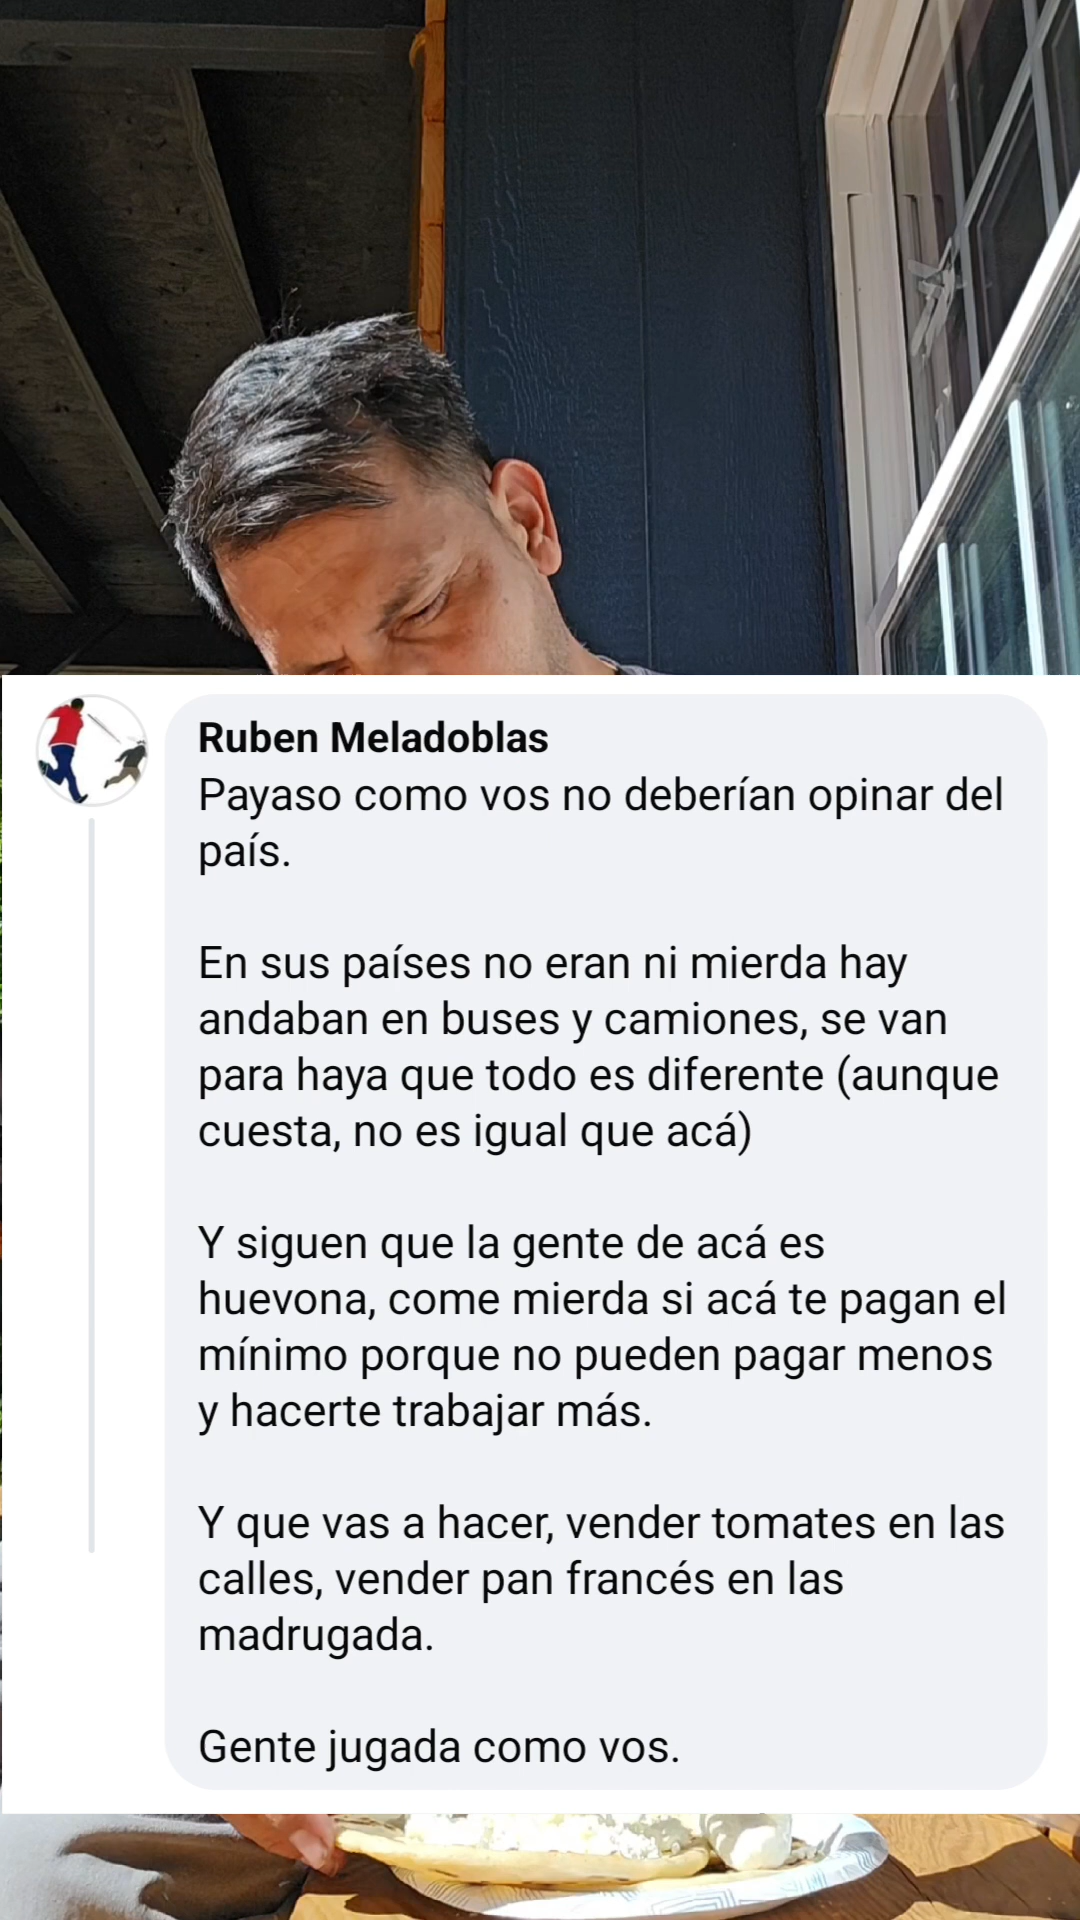 Ruben Meladoblas
Payaso como vos no deberían opinar del
país.
En sus países no eran ni mierda hay
andaban en buses y camiones, se van
para haya que todo es diferente (aunque
cuesta, no es igual que acá)
Y siguen que la gente de acá es
huevona, come mierda si acá te pagan el
mínimo porque no pueden pagar menos
y hacerte trabajar más.
Y que vas a hacer, vender tomates en las
calles, vender pan francés en las
madrugada.
Gente jugada como vos.